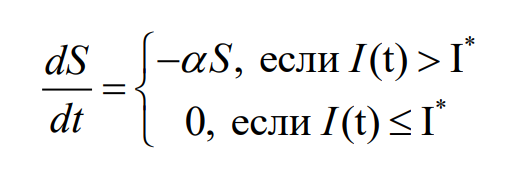 dS/dt = { −αS, если I(t) > I*
0, если I(t) ≤ I*